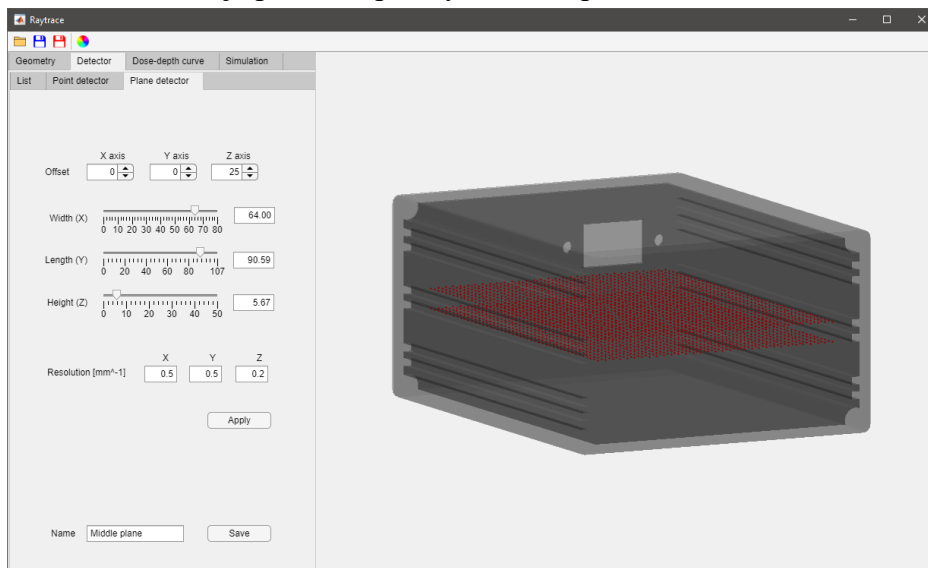 Raytrace
Geometry Detector Dose-depth curve Simulation
List Point detector Plane detector
X axis Y axis Z axis
Offset 0 0 25
Width (X) 64.00
0 10 20 30 40 50 60 70 80
Length (Y) 90.59
0 20 40 60 80 107
Height (Z) 5.67
0 10 20 30 40 50
X Y Z
Resolution [mm^-1] 0.5 0.5 0.2
Apply
Name Middle plane Save